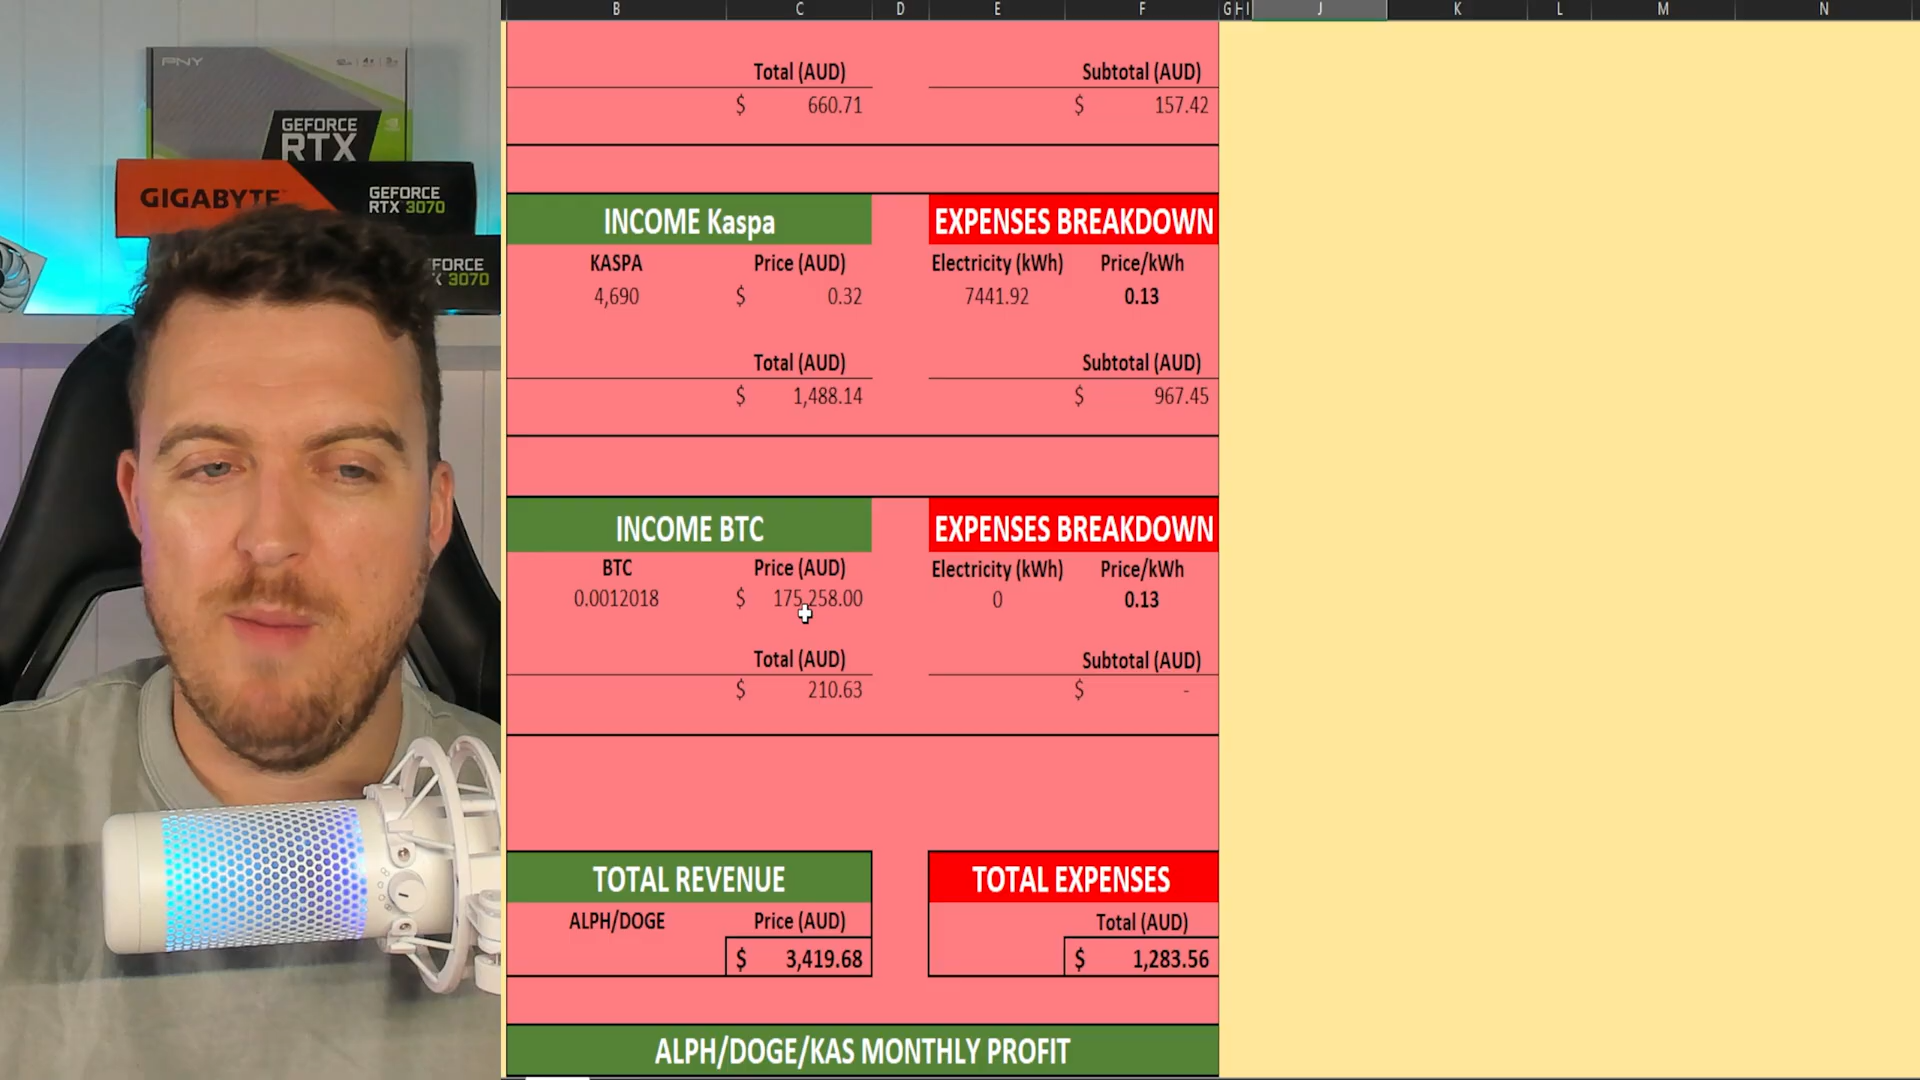 B C D E F G H I J K L M N
PNY
GEFORCE
RTX
GIGABYTE
GEFORCE
RTX 3070
FORCE
3070
Total (AUD) Subtotal (AUD)
$ 660.71 $ 157.42
INCOME Kaspa EXPENSES BREAKDOWN
KASPA Price (AUD) Electricity (kWh) Price/kWh
4,690 $ 0.32 7441.92 0.13
Total (AUD) Subtotal (AUD)
$ 1,488.14 $ 967.45
INCOME BTC EXPENSES BREAKDOWN
BTC Price (AUD) Electricity (kWh) Price/kWh
0.0012018 $ 175,258.00 0 0.13
Total (AUD) Subtotal (AUD)
$ 210.63 $ -
TOTAL REVENUE TOTAL EXPENSES
ALPH/DOGE Price (AUD) Total (AUD)
$ 3,419.68 $ 1,283.56
ALPH/DOGE/KAS MONTHLY PROFIT